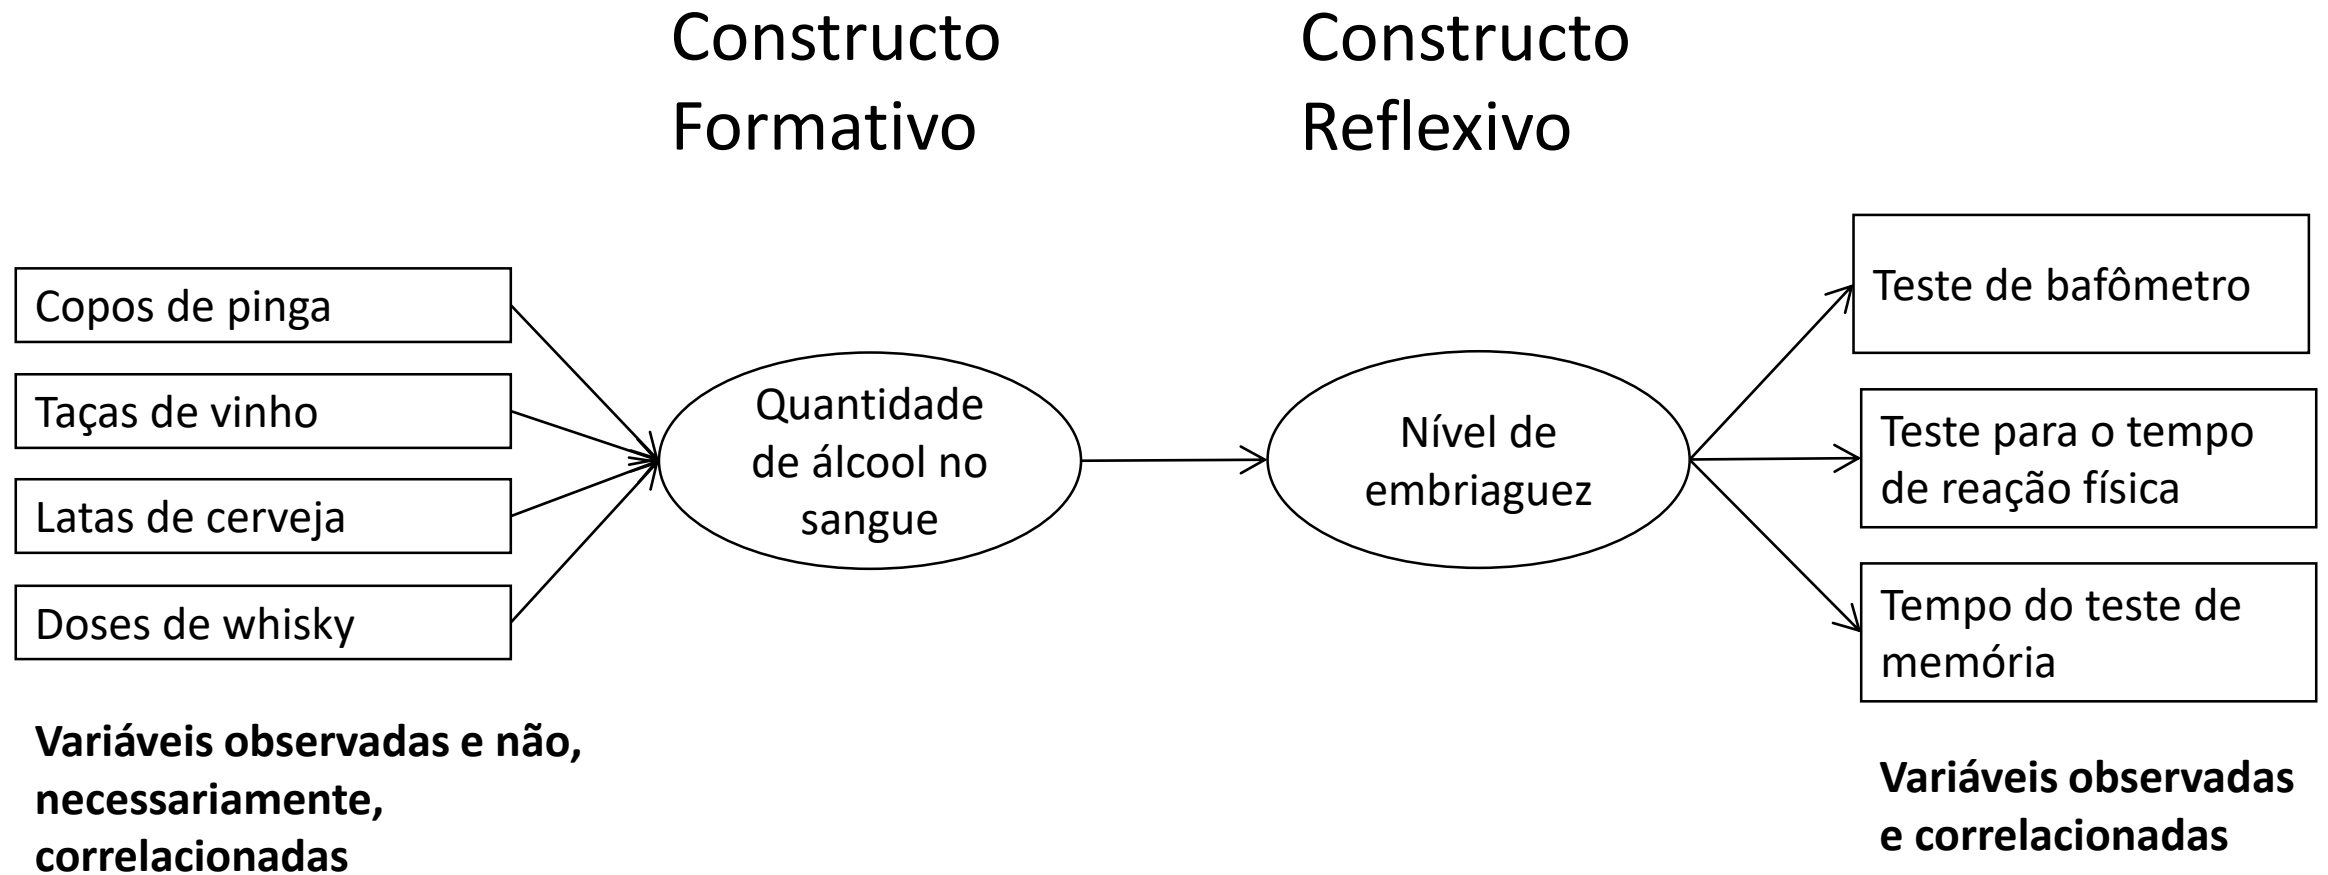 Constructo
Formativo
Constructo
Reflexivo
Copos de pinga
Taças de vinho
Latas de cerveja
Doses de whisky
Quantidade
de álcool no
sangue
Nível de
embriaguez
Teste de bafômetro
Teste para o tempo
de reação física
Tempo do teste de
memória
Variáveis observadas e não,
necessariamente,
correlacionadas
Variáveis observadas
e correlacionadas